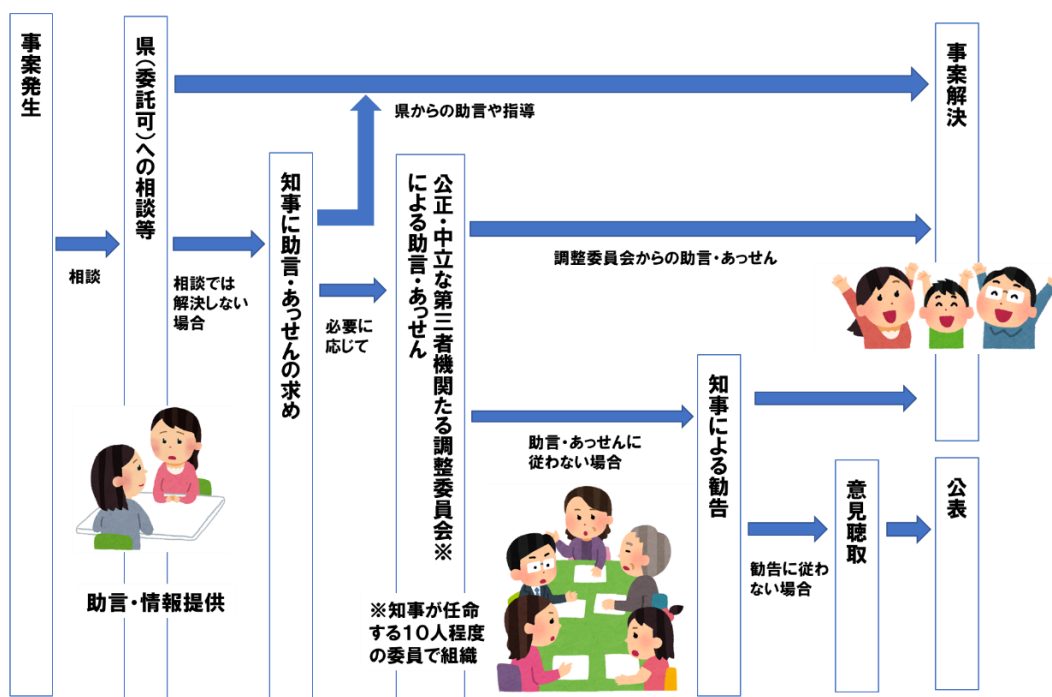 事案発生
相談
県(委託可)への相談等
助言・情報提供
相談では
解決しない
場合
知事に助言・あっせんの求め
県からの助言や指導
必要に
応じて
公正・中立な第三者機関たる調整委員会※
による助言・あっせん
※知事が任命
する10人程度
の委員で組織
調整委員会からの助言・あっせん
助言・あっせんに
従わない場合
知事による勧告
勧告に従わ
ない場合
意見聴取
事案解決
公表